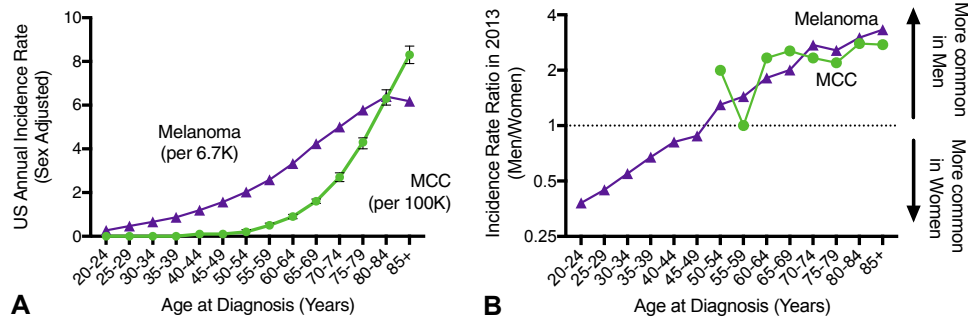 US Annual Incidence Rate
(Sex Adjusted)
10
8
6
4
2
0
Melanoma
(per 6.7K)
MCC
(per 100K)
20-24
25-29
30-34
35-39
40-44
45-49
50-54
55-59
60-64
65-69
70-74
75-79
80-84
85+
Age at Diagnosis (Years)
A
Incidence Rate Ratio in 2013
(Men/Women)
4
2
1
0.5
0.25
Melanoma
MCC
20-24
25-29
30-34
35-39
40-44
45-49
50-54
55-59
60-64
65-69
70-74
75-79
80-84
85+
Age at Diagnosis (Years)
B
More common
in Men
More common
in Women